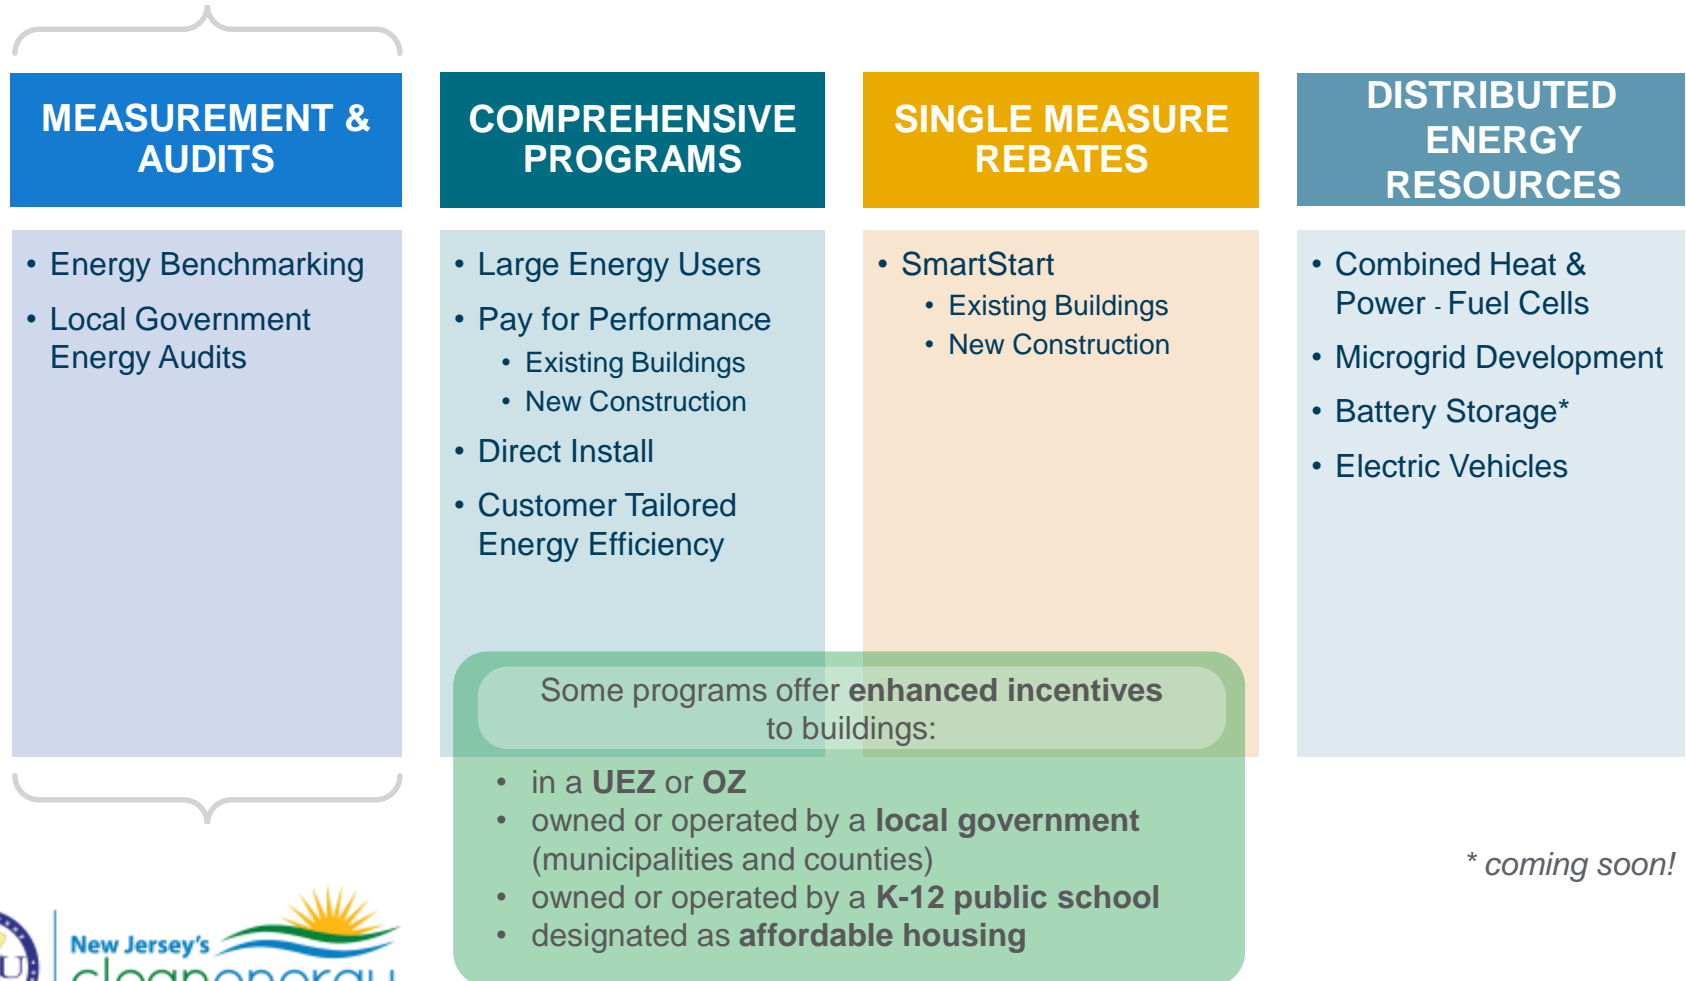 MEASUREMENT &
AUDITS
• Energy Benchmarking
• Local Government
Energy Audits
COMPREHENSIVE
PROGRAMS
• Large Energy Users
• Pay for Performance
• Existing Buildings
• New Construction
• Direct Install
• Customer Tailored
Energy Efficiency
SINGLE MEASURE
REBATES
• SmartStart
• Existing Buildings
• New Construction
DISTRIBUTED
ENERGY
RESOURCES
• Combined Heat &
Power - Fuel Cells
• Microgrid Development
• Battery Storage*
• Electric Vehicles
Some programs offer enhanced incentives
to buildings:
• in a UEZ or OZ
• owned or operated by a local government
(municipalities and counties)
• owned or operated by a K-12 public school
• designated as affordable housing
* coming soon!
New Jersey's
cleanenergy